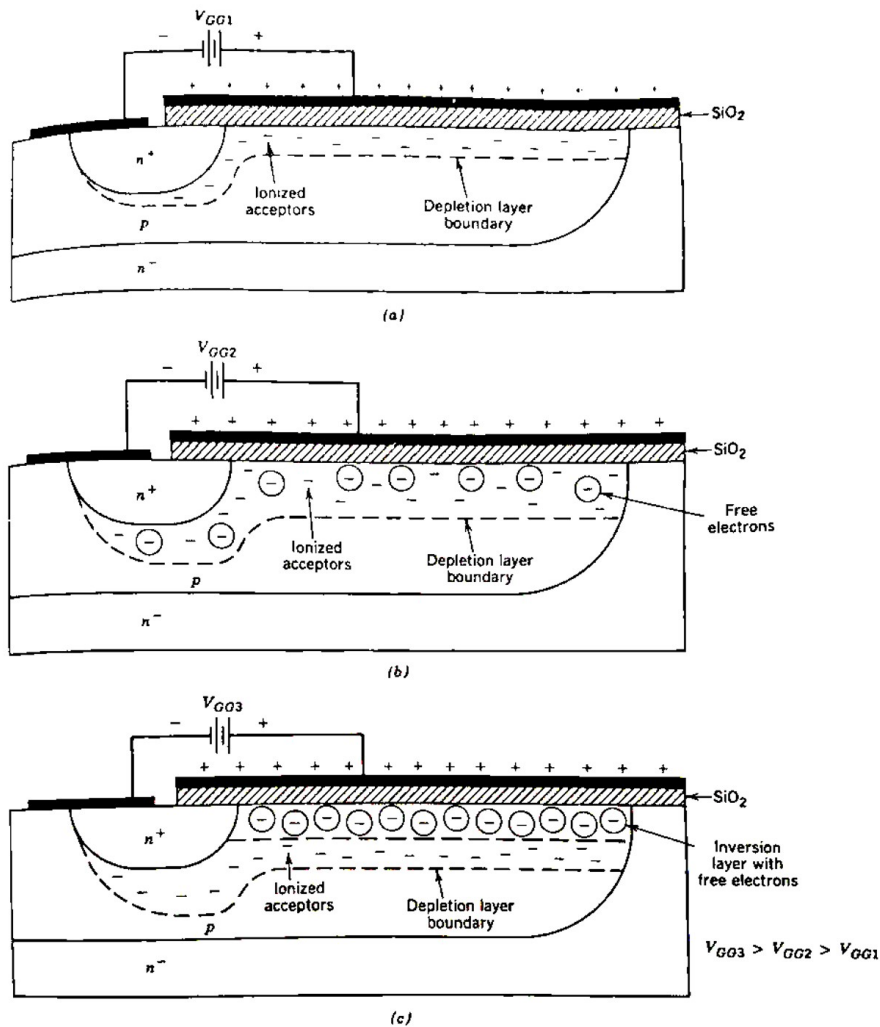 V_GG1
− +
+ + + + + + + + + + + +
SiO₂
n⁺
Ionized
acceptors
Depletion layer
boundary
p
n⁻
(a)
V_GG2
− +
+ + + + + + + + + + + + +
SiO₂
n⁺
Free
electrons
Ionized
acceptors
Depletion layer
boundary
p
n⁻
(b)
V_GG3
− +
+ + + + + + + + + + + + +
SiO₂
n⁺
Inversion
layer with
free electrons
Ionized
acceptors
Depletion layer
boundary
p
V_GG3 > V_GG2 > V_GG1
n⁻
(c)